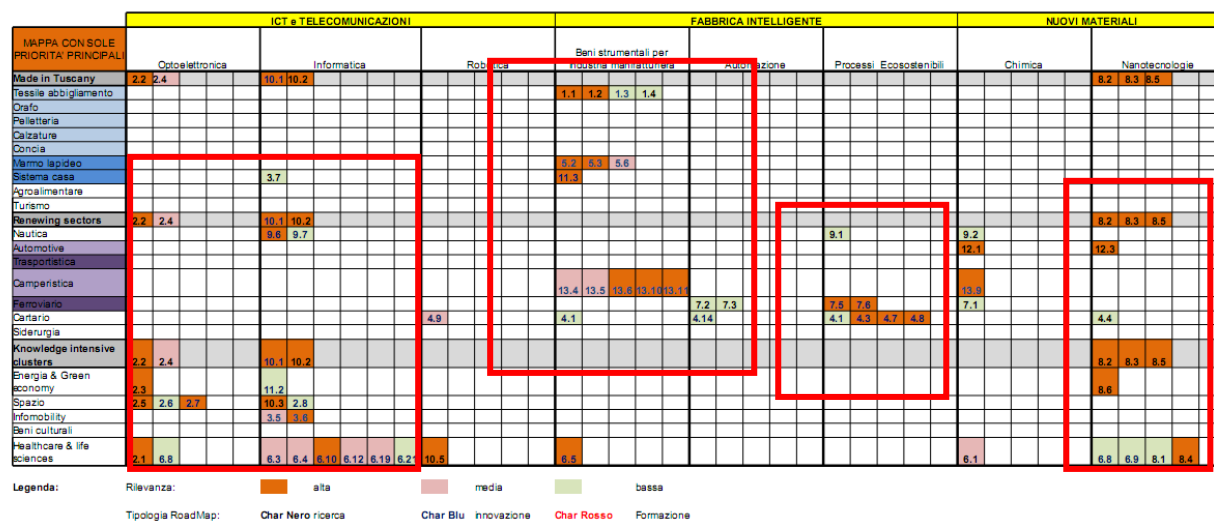 ICT e TELECOMUNICAZIONI FABBRICA INTELLIGENTE NUOVI MATERIALI
MAPPA CON SOLE
PRIORITA' PRINCIPALI
Optoelettronica Informatica Robotica Beni strumentali per
industria manifatturiera Automazione Processi Ecosostenibili Chimica Nanotecnologie
Made in Tuscany 2.2 2.4 10.1 10.2 8.2 8.3 8.5
Tessile abbigliamento 1.1 1.2 1.3 1.4
Orafo
Pelletteria
Calzature
Concia
Marmo lapideo 5.2 5.3 5.6
Sistema casa 3.7 11.3
Agroalimentare
Turismo
Renewing sectors 2.2 2.4 10.1 10.2 8.2 8.3 8.5
Nautica 9.6 9.7 9.1 9.2
Automotive 12.1 12.3
Trasportistica
Camperistica 13.4 13.5 13.6 13.10 13.11 13.9
Ferroviario 7.2 7.3 7.5 7.6 7.1
Cartario 4.9 4.1 4.14 4.1 4.3 4.7 4.8 4.4
Siderurgia
Knowledge intensive
clusters 2.2 2.4 10.1 10.2 8.2 8.3 8.5
Energia & Green
economy 2.3 11.2 8.6
Spazio 2.5 2.6 2.7 10.3 2.8
Infomobility 3.5 3.6
Beni culturali
Healthcare & life
sciences 2.1 6.8 6.3 6.4 6.10 6.12 6.19 6.21 10.5 6.5 6.1 6.8 6.9 8.1 8.4
Legenda: Rilevanza: alta media bassa
Tipologia RoadMap: Char Nero ricerca Char Blu innovazione Char Rosso Formazione